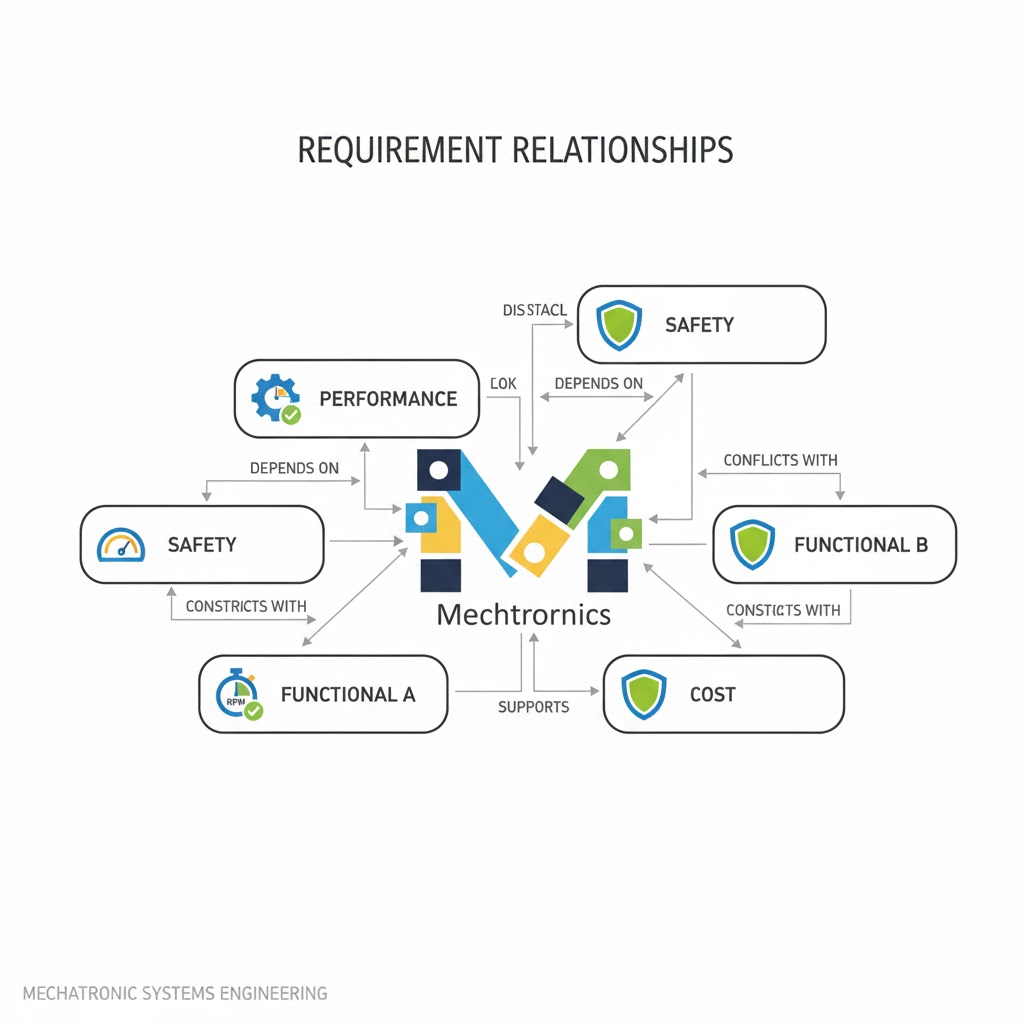 REQUIREMENT RELATIONSHIPS
DISSTACL
SAFETY
LOK
DEPENDS ON
PERFORMANCE
CONFLICTS WITH
DEPENDS ON
SAFETY
FUNCTIONAL B
CONSTRICTS WITH
Mechtrornics
CONSTIGTS WITH
RPM
FUNCTIONAL A
COST
SUPPORTS
MECHATRONIC SYSTEMS ENGINEERING